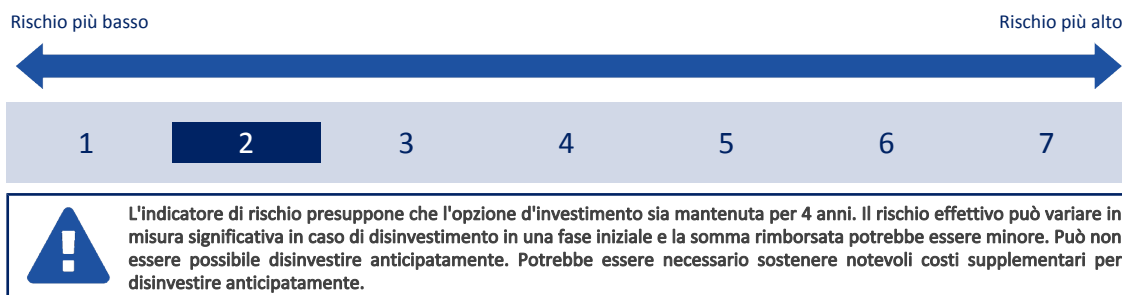 Rischio più basso Rischio più alto
1 2 3 4 5 6 7
L'indicatore di rischio presuppone che l'opzione d'investimento sia mantenuta per 4 anni. Il rischio effettivo può variare in
misura significativa in caso di disinvestimento in una fase iniziale e la somma rimborsata potrebbe essere minore. Può non
essere possibile disinvestire anticipatamente. Potrebbe essere necessario sostenere notevoli costi supplementari per
disinvestire anticipatamente.